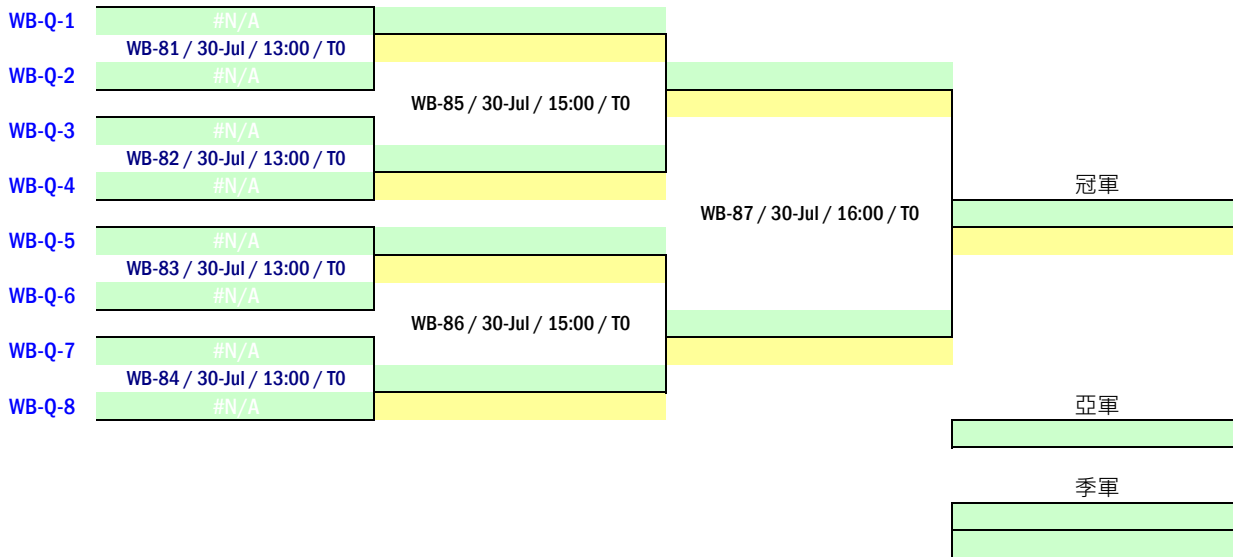 WB-Q-1
#N/A
WB-81 / 30-Jul / 13:00 / T0
WB-Q-2
#N/A
WB-85 / 30-Jul / 15:00 / T0
WB-Q-3
#N/A
WB-82 / 30-Jul / 13:00 / T0
WB-Q-4
#N/A
冠軍
WB-87 / 30-Jul / 16:00 / T0
WB-Q-5
#N/A
WB-83 / 30-Jul / 13:00 / T0
WB-Q-6
#N/A
WB-86 / 30-Jul / 15:00 / T0
WB-Q-7
#N/A
WB-84 / 30-Jul / 13:00 / T0
WB-Q-8
#N/A
亞軍
季軍